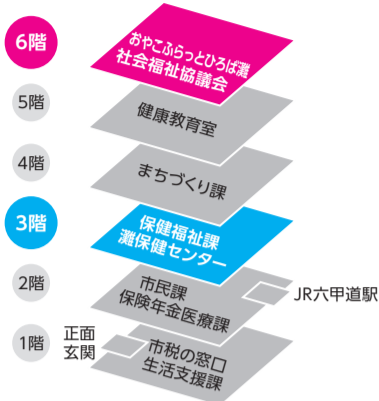 6階
おやこふらっとひろば灘
社会福祉協議会
5階
健康教育室
4階
まちづくり課
3階
保健福祉課
灘保健センター
2階
市民課
保険年金医療課
JR六甲道駅
1階
正面
玄関
市税の窓口
生活支援課